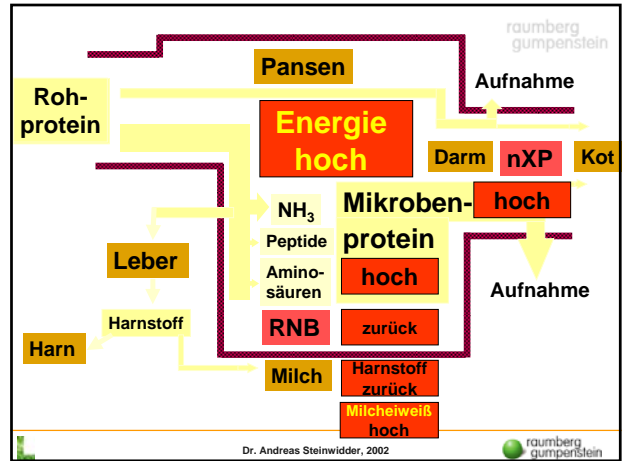 raumberg
gumpenstein
Pansen
Aufnahme
Roh-
protein
Energie
hoch
Darm
nXP
Kot
hoch
NH3
Mikroben-
protein
Peptide
Leber
Amino-
säuren
hoch
Aufnahme
Harnstoff
RNB
zurück
Harn
Milch
Harnstoff
zurück
Milcheiweiß
hoch
Dr. Andreas Steinwidder, 2002
raumberg
gumpenstein